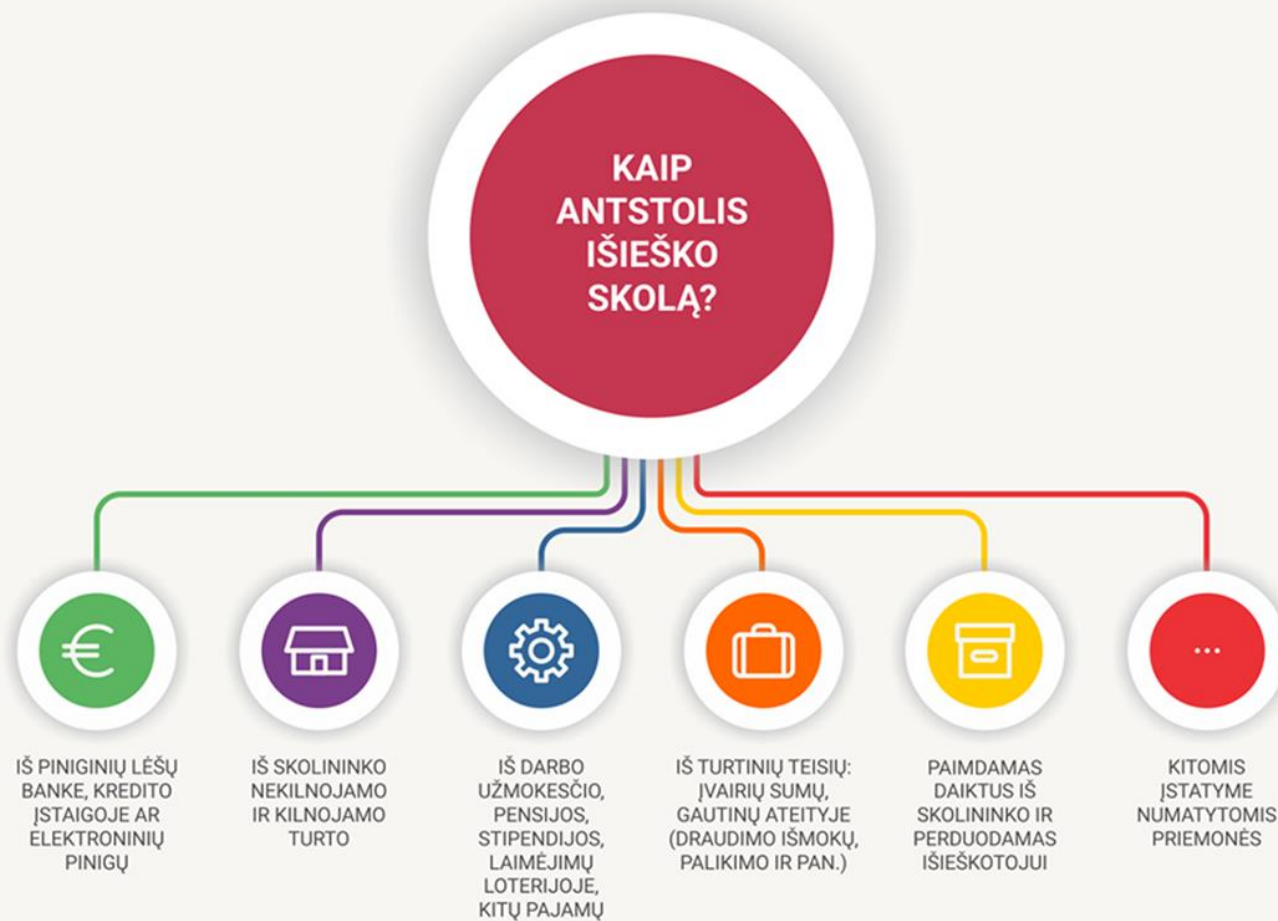 KAIP
ANTSTOLIS
IŠIEŠKO
SKOLĄ?
€
IŠ PINIGINIŲ LĖŠŲ
BANKE, KREDITO
ĮSTAIGOJE AR
ELEKTRONINIŲ
PINIGŲ
IŠ SKOLININKO
NEKILNOJAMO
IR KILNOJAMO
TURTO
IŠ DARBO
UŽMOKESČIO,
PENSIJOS,
STIPENDIJOS,
LAIMĖJIMŲ
LOTERIJOJE,
KITŲ PAJAMŲ
IŠ TURTINIŲ TEISIŲ:
ĮVAIRIŲ SUMŲ,
GAUTINŲ ATEITYJE
(DRAUDIMO IŠMOKŲ,
PALIKIMO IR PAN.)
PAIMDAMAS
DAIKTUS IŠ
SKOLININKO IR
PERDUODAMAS
IŠIEŠKOTOJUI
...
KITOMIS
ĮSTATYME
NUMATYTOMIS
PRIEMONĖS